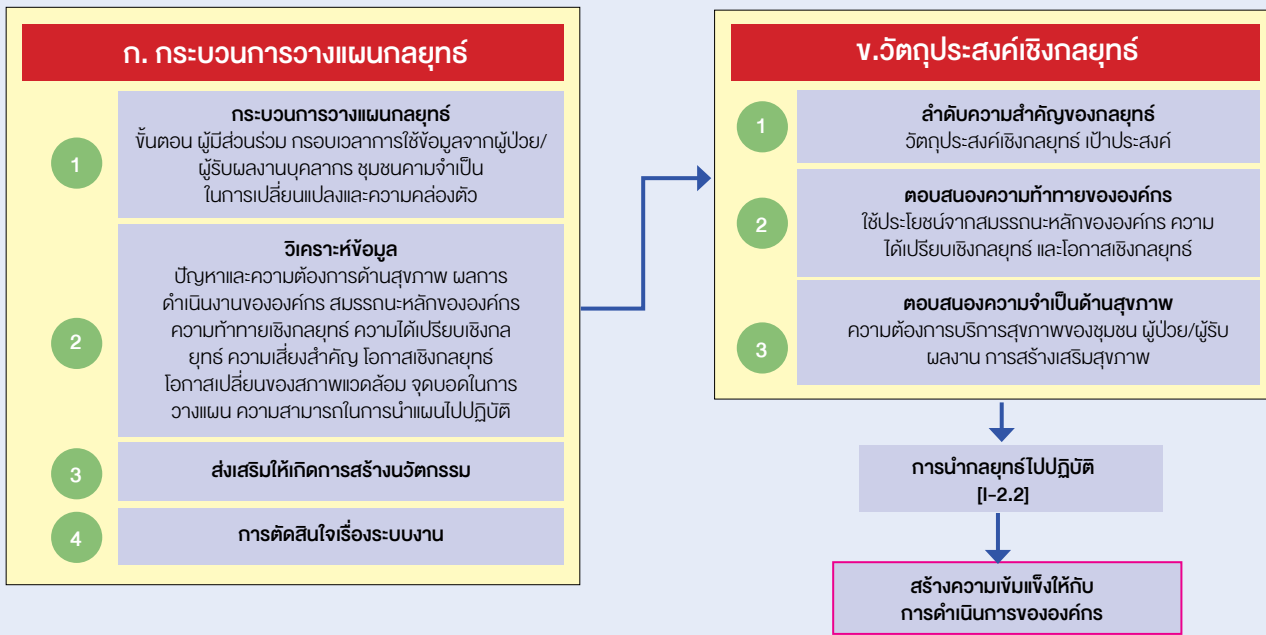 ก. กระบวนการวางแผนกลยุทธ์
1
กระบวนการวางแผนกลยุทธ์
ขั้นตอน ผู้มีส่วนร่วม กรอบเวลาการใช้ข้อมูลจากผู้ป่วย/
ผู้รับผลงานบุคลากร ชุมชนคามจำเป็น
ในการเปลี่ยนแปลงและความคล่องตัว
2
วิเคราะห์ข้อมูล
ปัญหาและความต้องการด้านสุขภาพ ผลการ
ดำเนินงานขององค์กร สมรรถนะหลักขององค์กร
ความท้าทายเชิงกลยุทธ์ ความได้เปรียบเชิงกล
ยุทธ์ ความเสี่ยงสำคัญ โอกาสเชิงกลยุทธ์
โอกาสเปลี่ยนของสภาพแวดล้อม จุดบอดในการ
วางแผน ความสามารถในการนำแผนไปปฏิบัติ
3
ส่งเสริมให้เกิดการสร้างนวัตกรรม
4
การตัดสินใจเรื่องระบบงาน
ข.วัตถุประสงค์เชิงกลยุทธ์
1
ลำดับความสำคัญของกลยุทธ์
วัตถุประสงค์เชิงกลยุทธ์ เป้าประสงค์
2
ตอบสนองความท้าทายขององค์กร
ใช้ประโยชน์จากสมรรถนะหลักขององค์กร ความ
ได้เปรียบเชิงกลยุทธ์ และโอกาสเชิงกลยุทธ์
3
ตอบสนองความจำเป็นด้านสุขภาพ
ความต้องการบริการสุขภาพของชุมชน ผู้ป่วย/ผู้รับ
ผลงาน การสร้างเสริมสุขภาพ
การนำกลยุทธ์ไปปฏิบัติ
[I-2.2]
สร้างความเข้มแข็งให้กับ
การดำเนินการขององค์กร